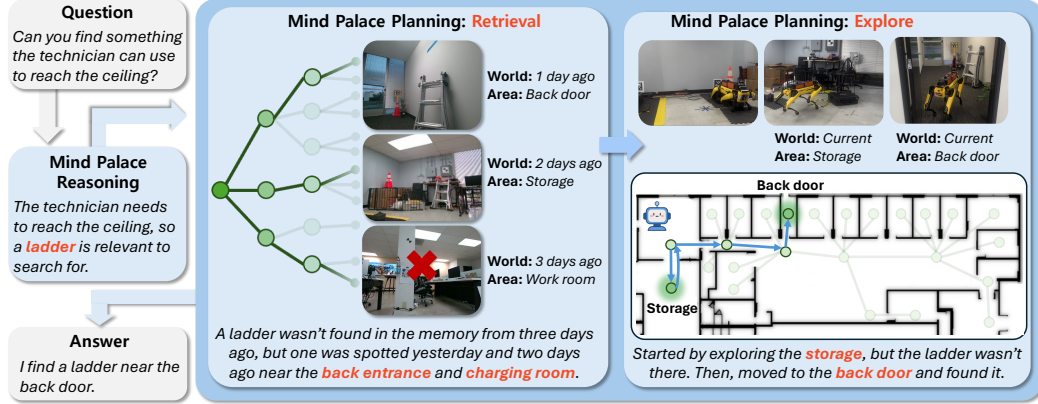 Question
Can you find something
the technician can use
to reach the ceiling?
Mind Palace
Reasoning
The technician needs
to reach the ceiling, so
a ladder is relevant to
search for.
Answer
I find a ladder near the
back door.
Mind Palace Planning: Retrieval
World: 1 day ago
Area: Back door
World: 2 days ago
Area: Storage
World: 3 days ago
Area: Work room
A ladder wasn't found in the memory from three days
ago, but one was spotted yesterday and two days
ago near the back entrance and charging room.
Mind Palace Planning: Explore
World: Current
Area: Storage
World: Current
Area: Back door
Back door
Storage
Started by exploring the storage, but the ladder wasn't
there. Then, moved to the back door and found it.